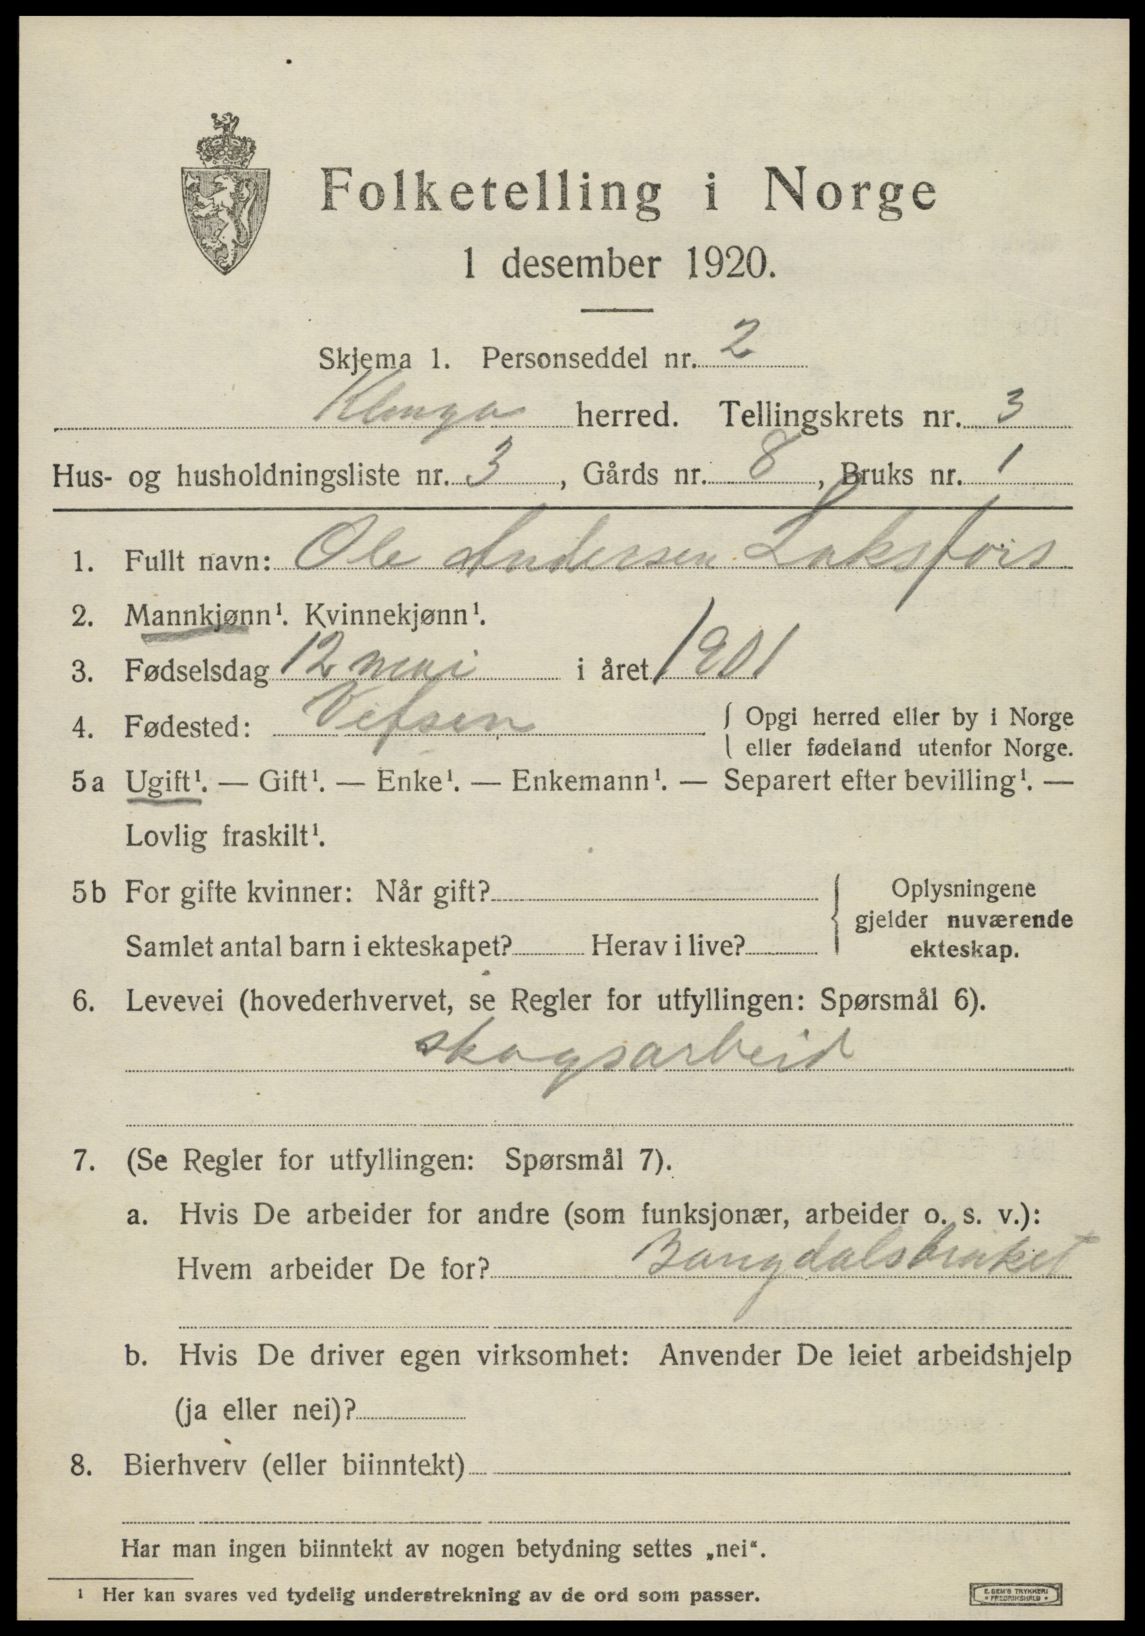 Folketelling i Norge
1 desember 1920.
Skjema 1. Personseddel nr. 2
herred. Tellingskrets nr. 3
Hus- og husholdningsliste nr. 3, Gårds nr. 8, Bruks nr. 1
1. Fullt navn: Ole Andersen Laksfors
2. Mannkjønn¹. Kvinnekjønn¹.
3. Fødselsdag 12 mai i året 1901
4. Fødested: Vefsen { Opgi herred eller by i Norge
eller fødeland utenfor Norge.
5a Ugift¹. — Gift¹. — Enke¹. — Enkemann¹. — Separert efter bevilling¹. —
Lovlig fraskilt¹.
5b For gifte kvinner: Når gift?
Samlet antal barn i ekteskapet? Herav i live?
{ Oplysningene
gjelder nuværende
ekteskap.
6. Levevei (hovederhvervet, se Regler for utfyllingen: Spørsmål 6).
skogsarbeid
7. (Se Regler for utfyllingen: Spørsmål 7).
a. Hvis De arbeider for andre (som funksjonær, arbeider o. s. v.):
Hvem arbeider De for? Bangdalsbruket
b. Hvis De driver egen virksomhet: Anvender De leiet arbeidshjelp
(ja eller nei)?
8. Bierhverv (eller biinntekt)
Har man ingen biinntekt av nogen betydning settes „nei“.
¹ Her kan svares ved tydelig understrekning av de ord som passer.
E. SEM'S TRYKKERI
• FREDRIKSHALD •